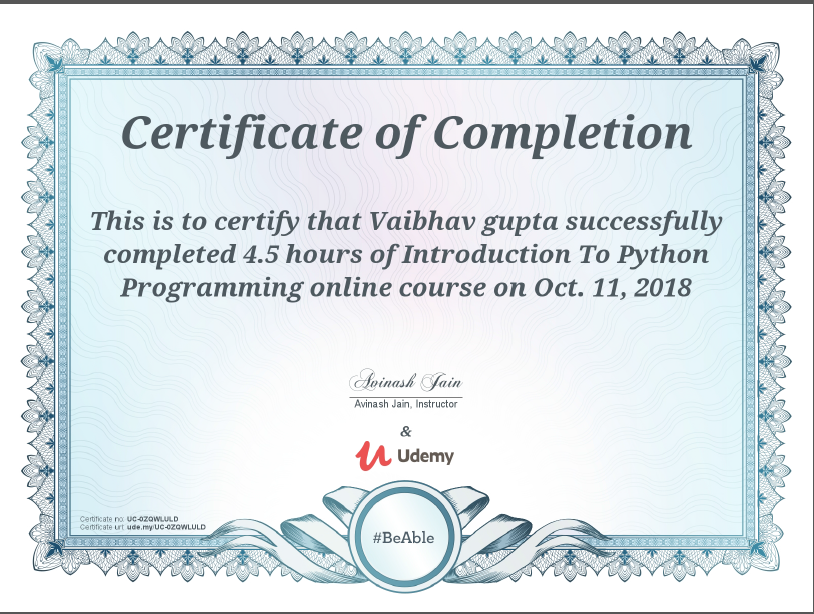 Certificate of Completion
This is to certify that Vaibhav gupta successfully
completed 4.5 hours of Introduction To Python
Programming online course on Oct. 11, 2018
Avinash Jain
Avinash Jain, Instructor
&
Udemy
Certificate no: UC-0ZQWLULD
Certificate url: ude.my/UC-0ZQWLULD
#BeAble